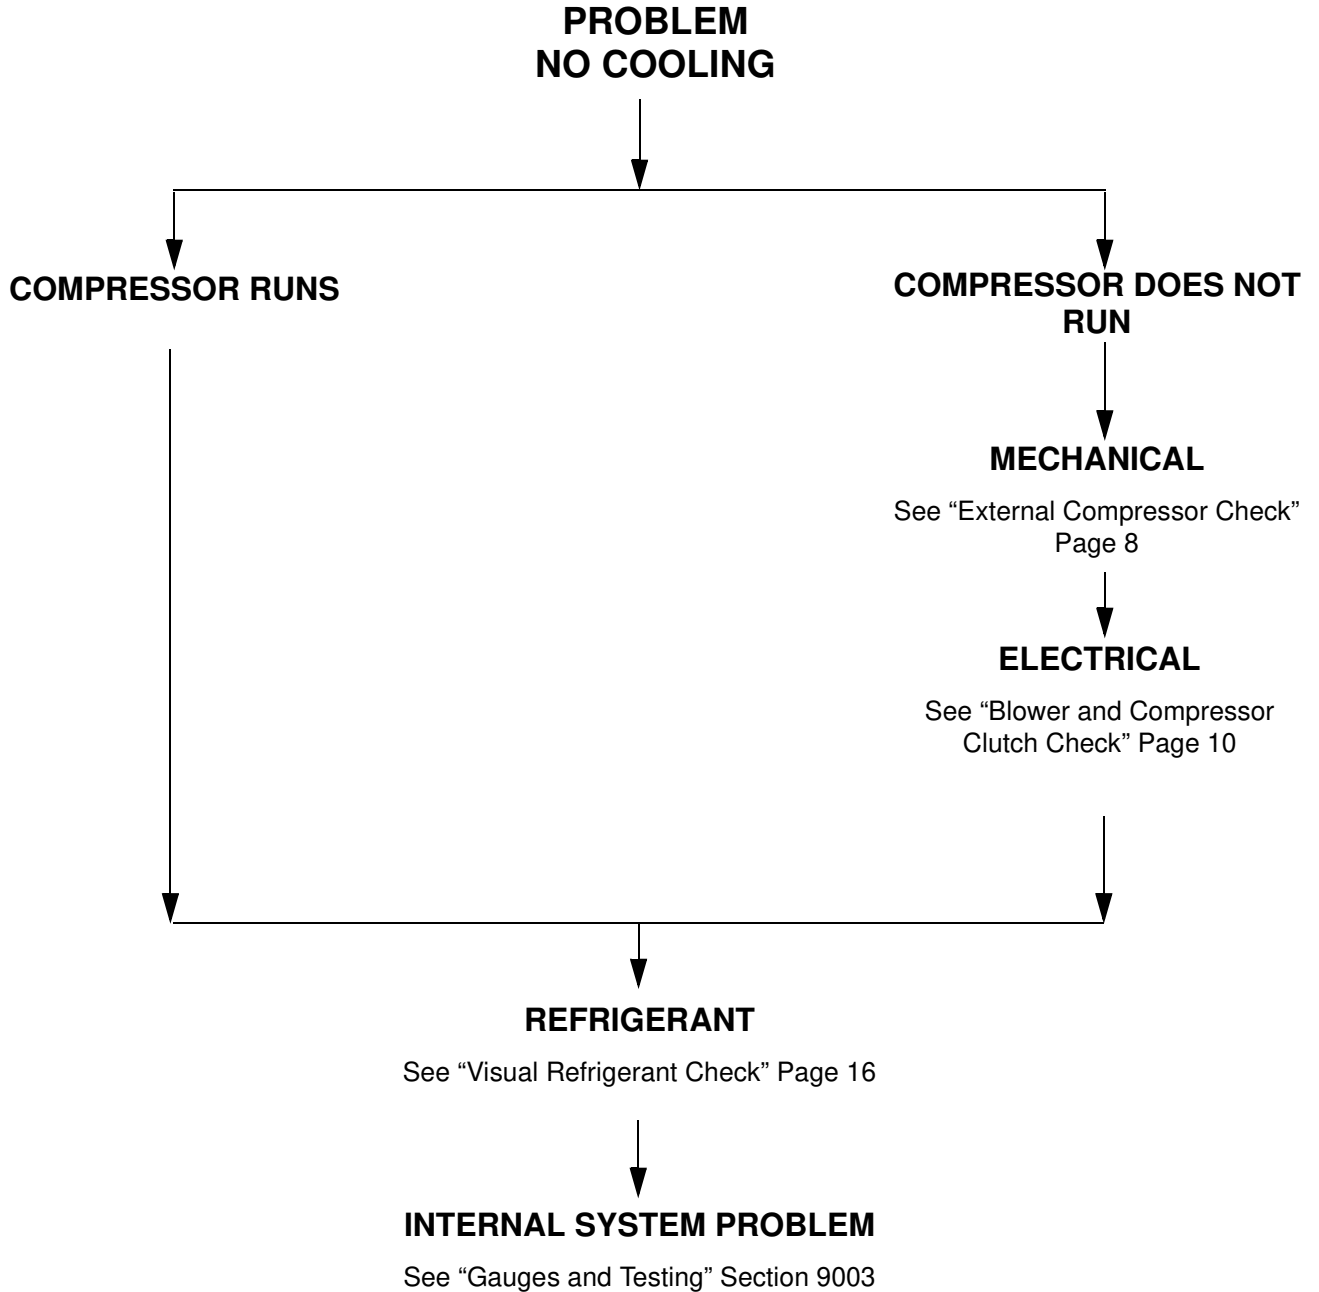 PROBLEM
NO COOLING
COMPRESSOR RUNS
COMPRESSOR DOES NOT
RUN
MECHANICAL
See “External Compressor Check”
Page 8
ELECTRICAL
See “Blower and Compressor
Clutch Check” Page 10
REFRIGERANT
See “Visual Refrigerant Check” Page 16
INTERNAL SYSTEM PROBLEM
See “Gauges and Testing” Section 9003